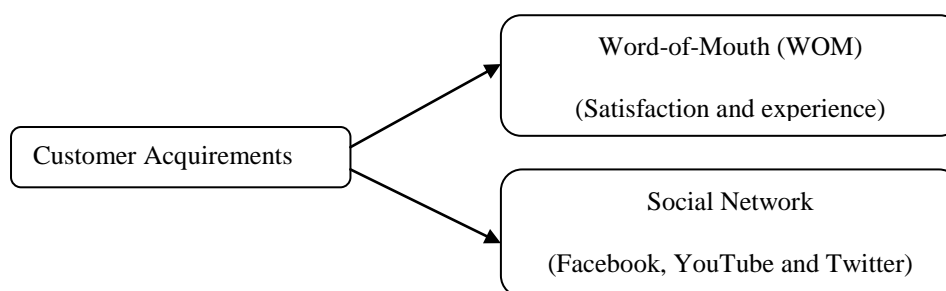 Word-of-Mouth (WOM)
(Satisfaction and experience)
Customer Acquirements
Social Network
(Facebook, YouTube and Twitter)